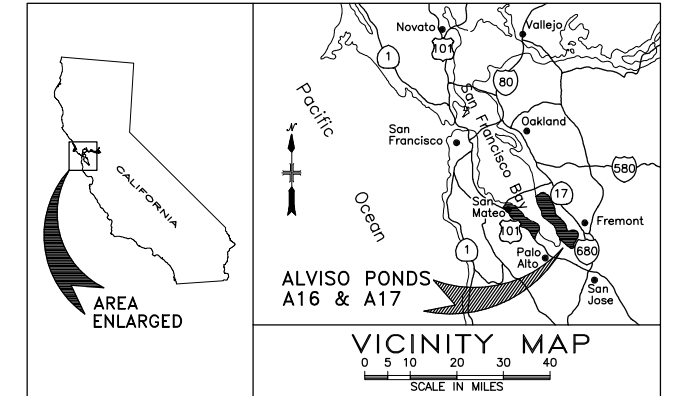 CALIFORNIA
AREA
ENLARGED
Novato
Vallejo
101
1
80
Pacific
San Francisco Bay
N
San
Francisco
Oakland
580
Ocean
17
San
Mateo
101
Fremont
1
680
Palo
Alto
San
Jose
ALVISO PONDS
A16 & A17
VICINITY MAP
0 5 10 20 30 40
SCALE IN MILES